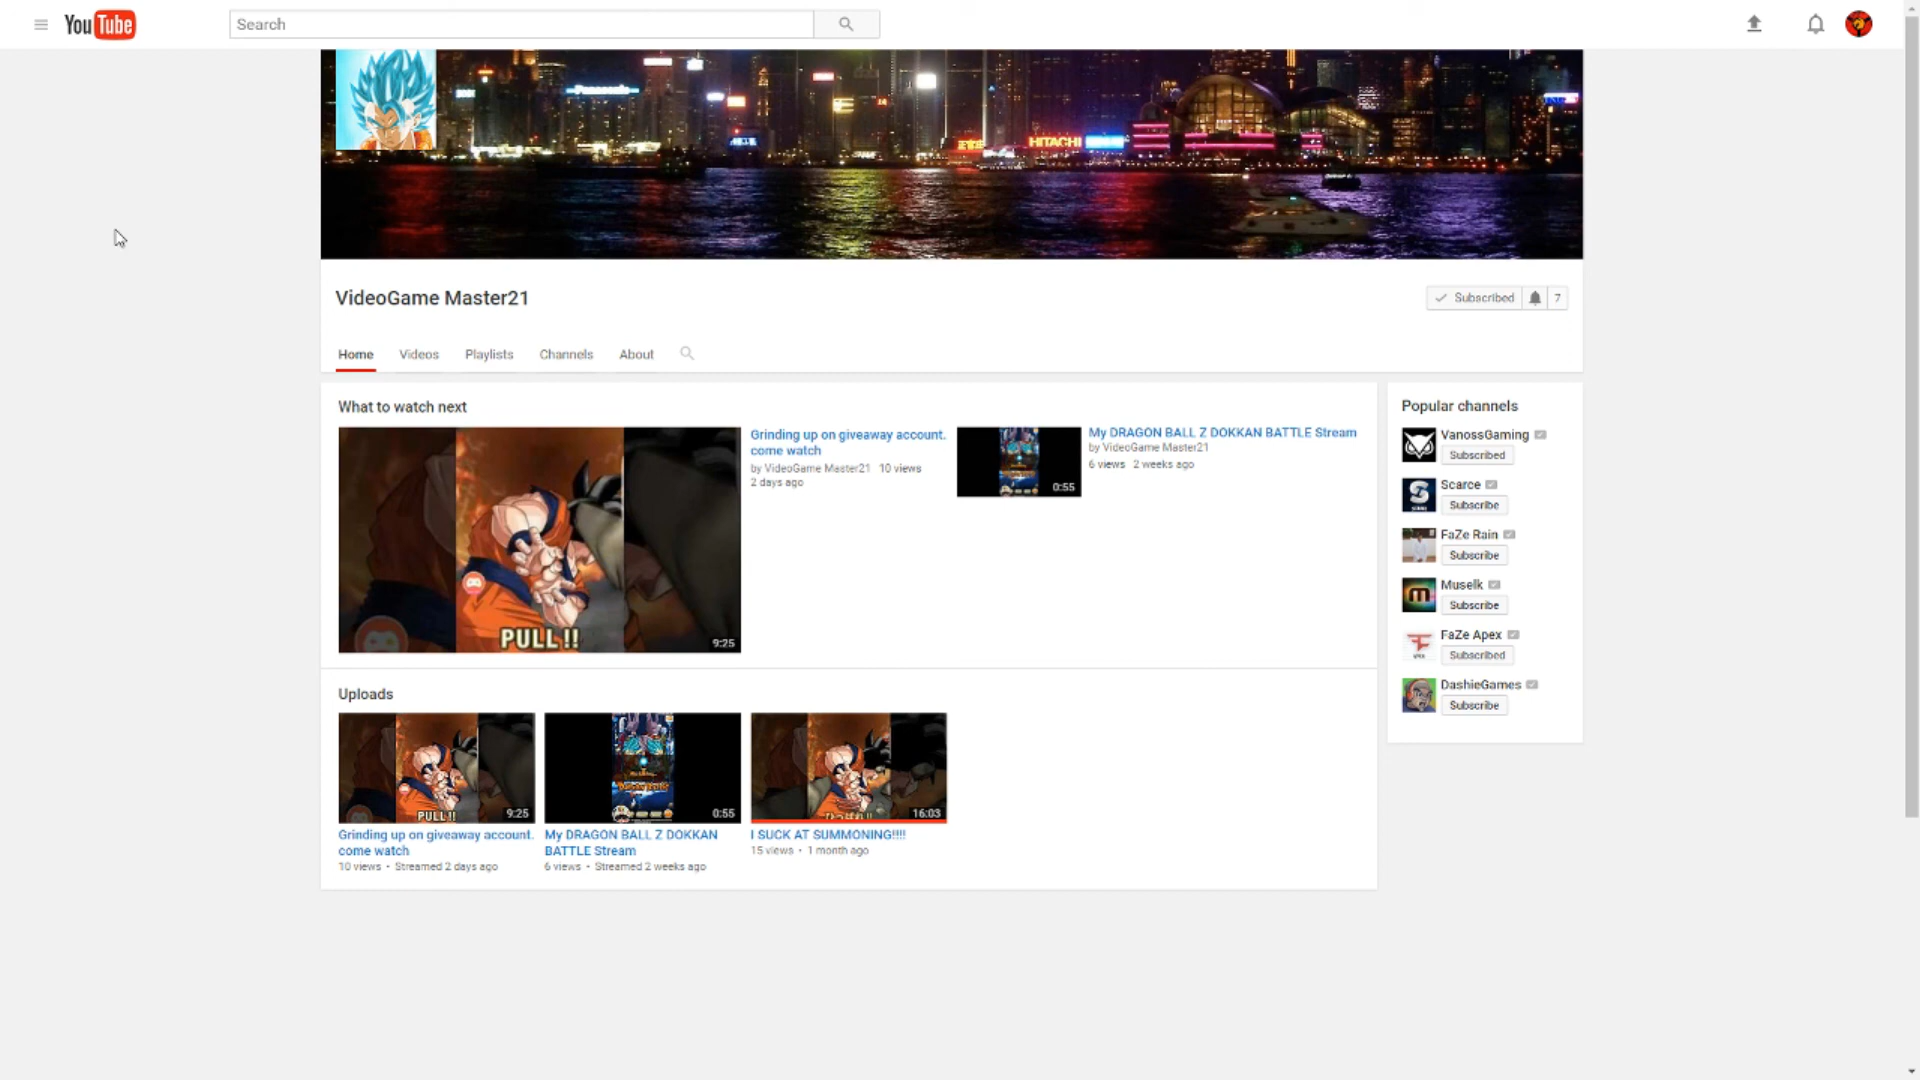 YouTube
Search
Panasonic
HITACHI
VideoGame Master21
Subscribed 7
Home Videos Playlists Channels About
What to watch next
Grinding up on giveaway account.
come watch
by VideoGame Master21 10 views
2 days ago
PULL!!
9:25
My DRAGON BALL Z DOKKAN BATTLE Stream
by VideoGame Master21
6 views 2 weeks ago
0:55
Uploads
PULL!!
9:25
Grinding up on giveaway account.
come watch
10 views • Streamed 2 days ago
0:55
My DRAGON BALL Z DOKKAN
BATTLE Stream
6 views • Streamed 2 weeks ago
16:03
I SUCK AT SUMMONING!!!!
15 views • 1 month ago
Popular channels
VanossGaming
Subscribed
Scarce
Subscribe
FaZe Rain
Subscribe
Muselk
Subscribe
FaZe Apex
Subscribed
DashieGames
Subscribe